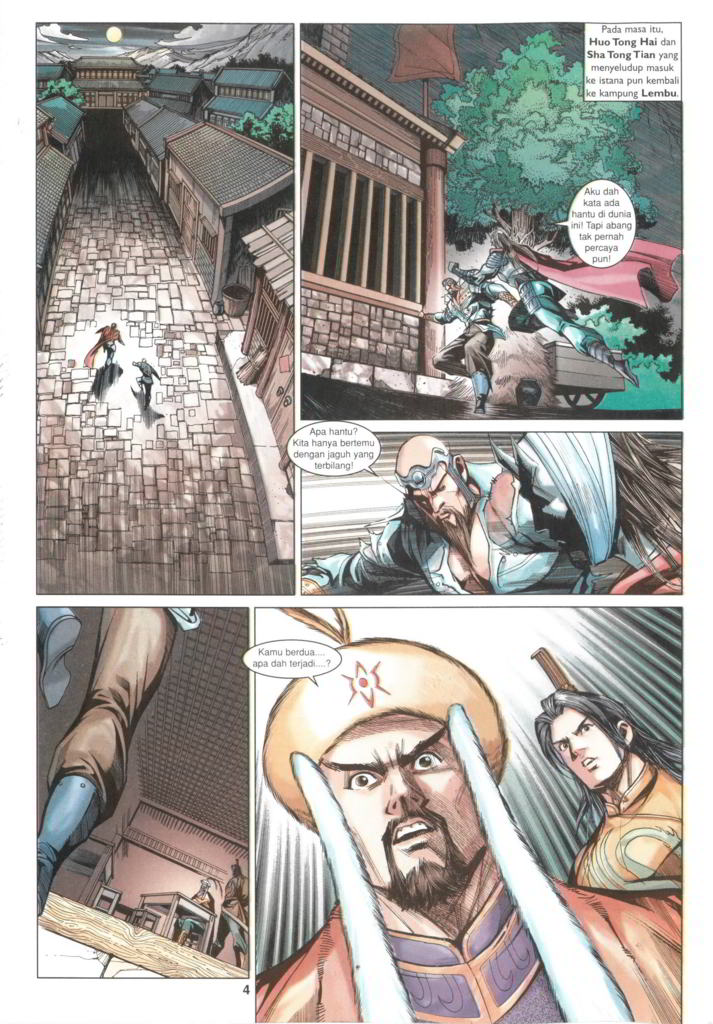 Pada masa itu,
Huo Tong Hai dan
Sha Tong Tian yang
menyeludup masuk
ke istana pun kembali
ke kampung Lembu.
Aku dah
kata ada
hantu di dunia
ini! Tapi abang
tak pernah
percaya
pun!
Apa hantu?
Kita hanya bertemu
dengan jaguh yang
terbilang!
Kamu berdua....
apa dah terjadi....?
4